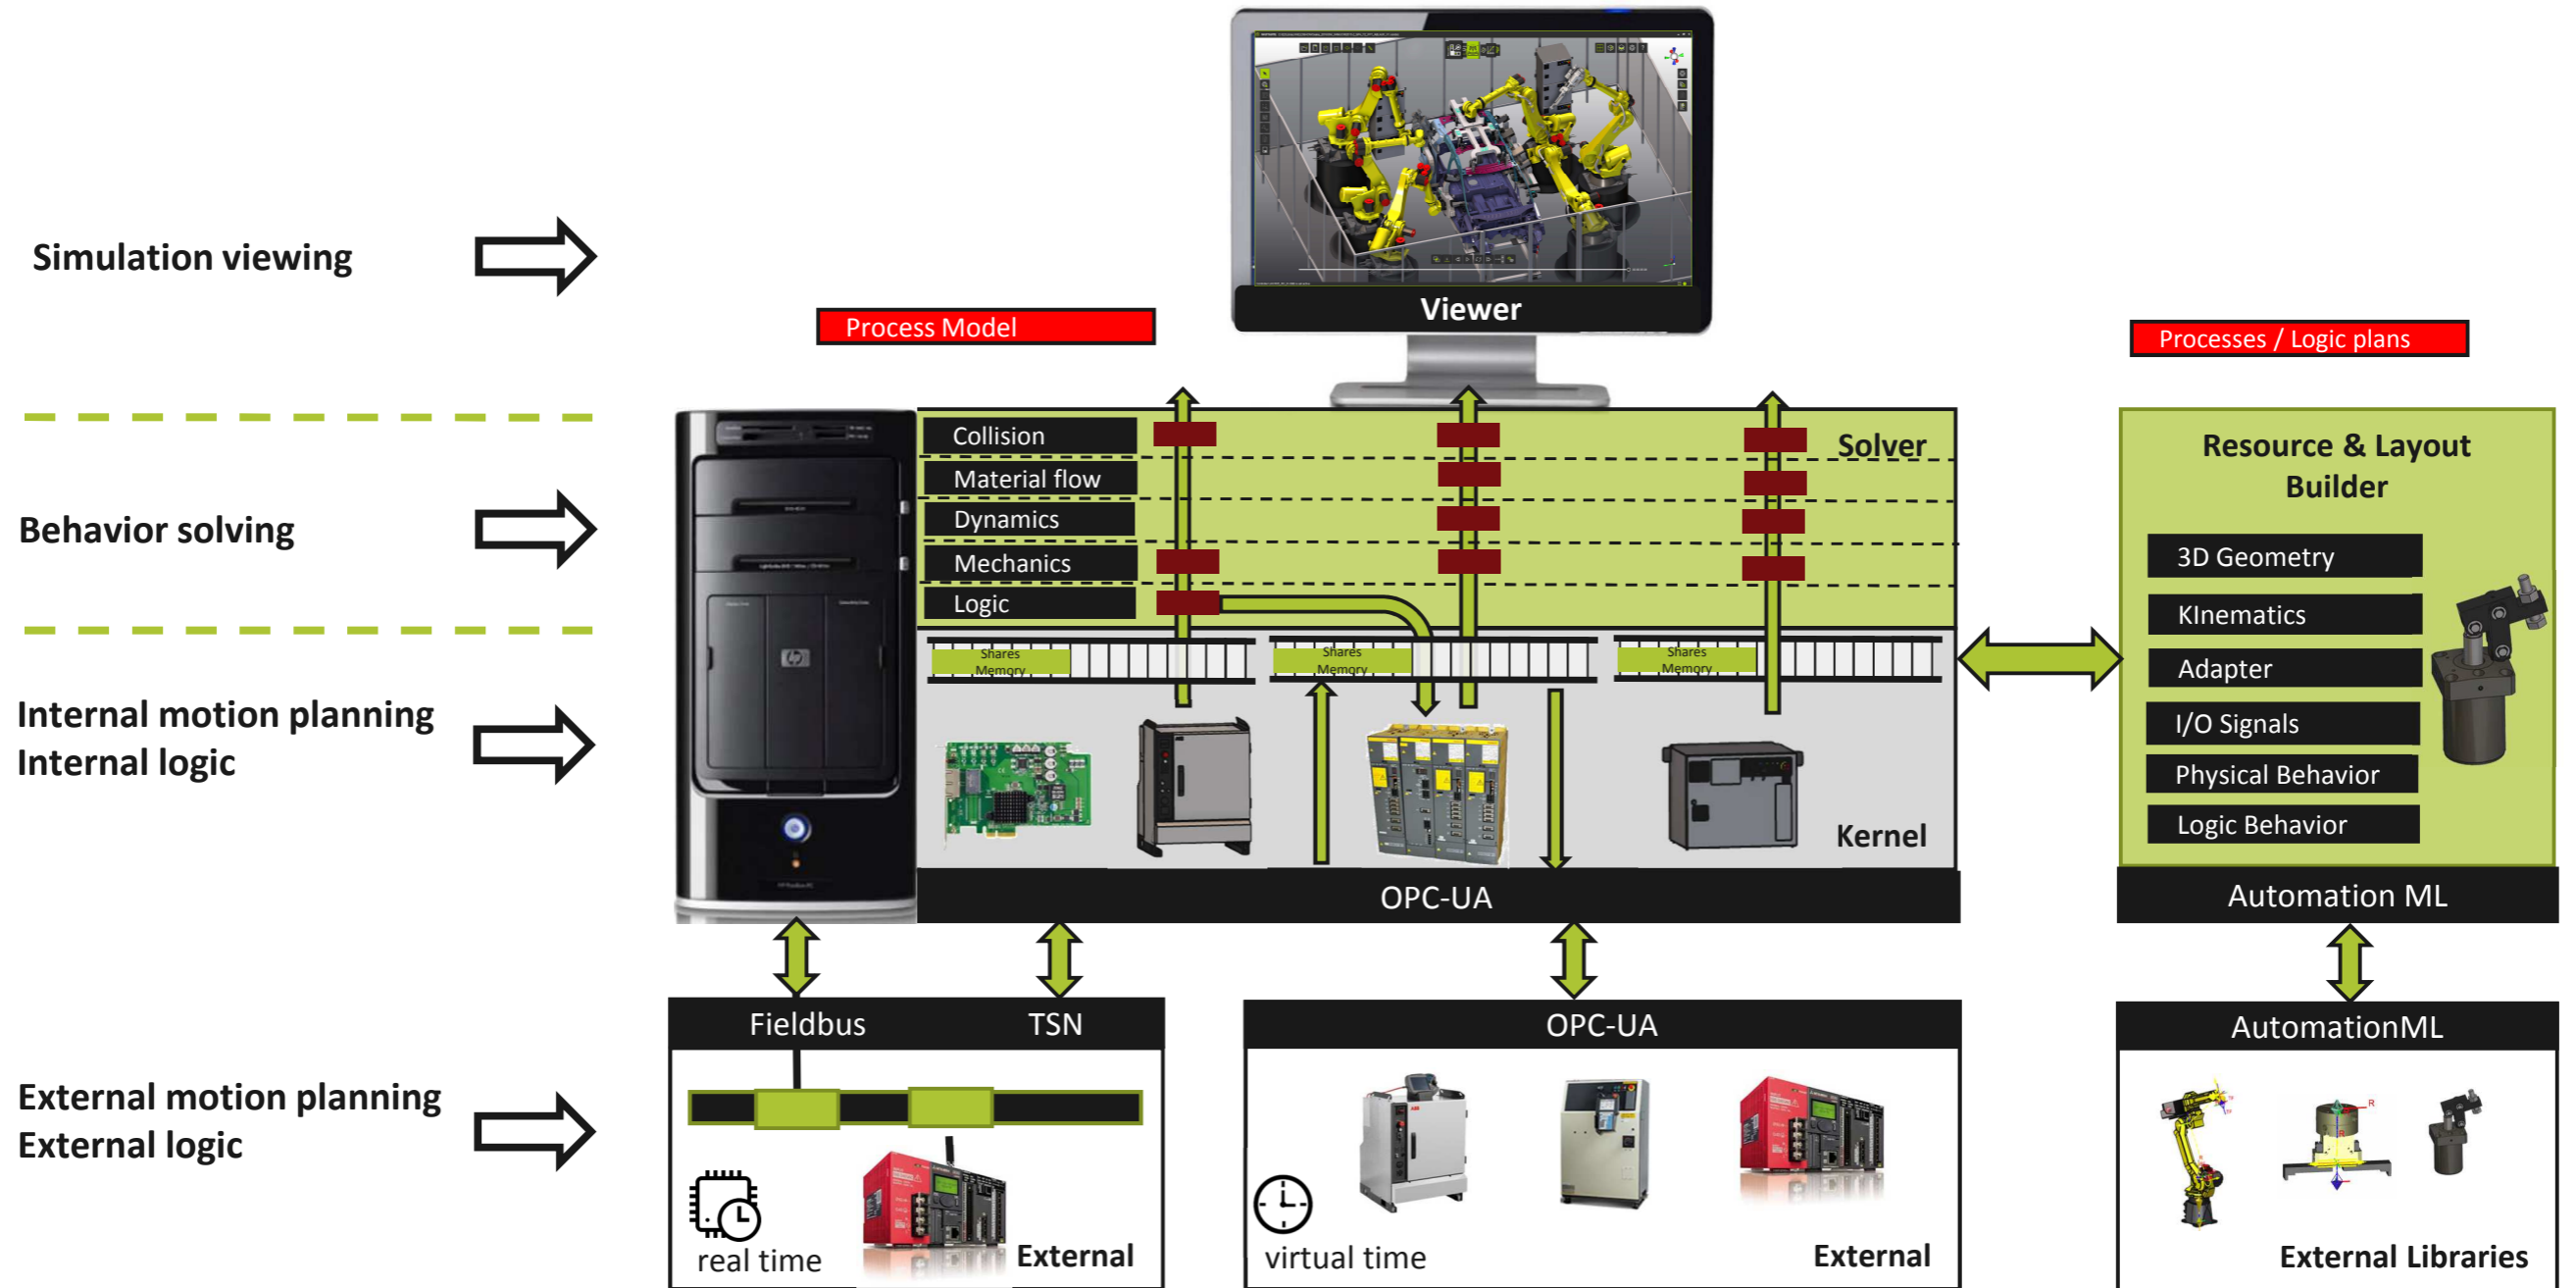 Simulation viewing
Viewer
Process Model
Processes / Logic plans
Behavior solving
Collision
Material flow
Dynamics
Mechanics
Logic
Solver
Shares
Memory
Shares
Memory
Shares
Memory
Resource & Layout
Builder
3D Geometry
KInematics
Adapter
I/O Signals
Physical Behavior
Logic Behavior
Automation ML
Internal motion planning
Internal logic
Kernel
OPC-UA
External motion planning
External logic
Fieldbus
TSN
real time
External
OPC-UA
virtual time
External
AutomationML
External Libraries